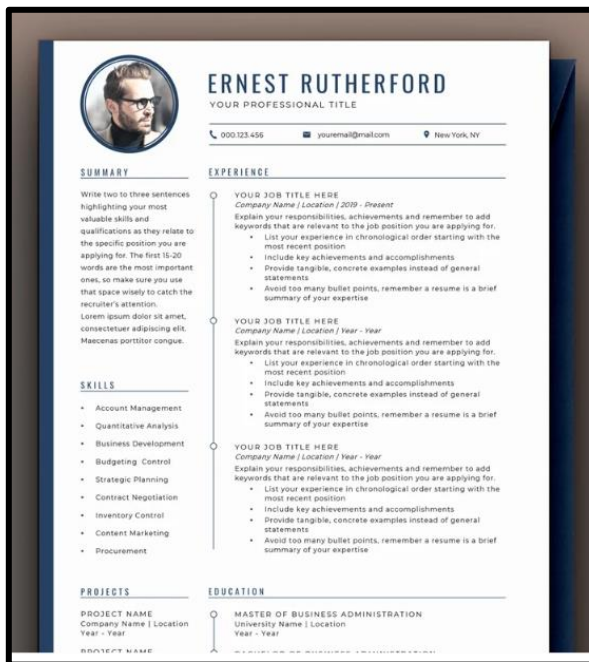 ERNEST RUTHERFORD
YOUR PROFESSIONAL TITLE
000.123.456
youremail@mail.com
New York, NY
SUMMARY
Write two to three sentences
highlighting your most
valuable skills and
qualifications as they relate to
the specific position you are
applying for. The first 15-20
words are the most important
ones, so make sure you use
that space wisely to catch the
recruiter's attention.
Lorem ipsum dolor sit amet,
consectetuer adipiscing elit.
Maecenas porttitor congue.
SKILLS
• Account Management
• Quantitative Analysis
• Business Development
• Budgeting Control
• Strategic Planning
• Contract Negotiation
• Inventory Control
• Content Marketing
• Procurement
PROJECTS
PROJECT NAME
Company Name | Location
Year - Year
PROJECT NAME
EXPERIENCE
YOUR JOB TITLE HERE
Company Name | Location | 2019 - Present
Explain your responsibilities, achievements and remember to add
keywords that are relevant to the job position you are applying for.
• List your experience in chronological order starting with the
most recent position
• Include key achievements and accomplishments
• Provide tangible, concrete examples instead of general
statements
• Avoid too many bullet points, remember a resume is a brief
summary of your expertise
YOUR JOB TITLE HERE
Company Name | Location | Year - Year
Explain your responsibilities, achievements and remember to add
keywords that are relevant to the job position you are applying for.
• List your experience in chronological order starting with the
most recent position
• Include key achievements and accomplishments
• Provide tangible, concrete examples instead of general
statements
• Avoid too many bullet points, remember a resume is a brief
summary of your expertise
YOUR JOB TITLE HERE
Company Name | Location | Year - Year
Explain your responsibilities, achievements and remember to add
keywords that are relevant to the job position you are applying for.
• List your experience in chronological order starting with the
most recent position
• Include key achievements and accomplishments
• Provide tangible, concrete examples instead of general
statements
• Avoid too many bullet points, remember a resume is a brief
summary of your expertise
EDUCATION
MASTER OF BUSINESS ADMINISTRATION
University Name | Location
Year - Year
BACHELOR OF BUSINESS ADMINISTRATION